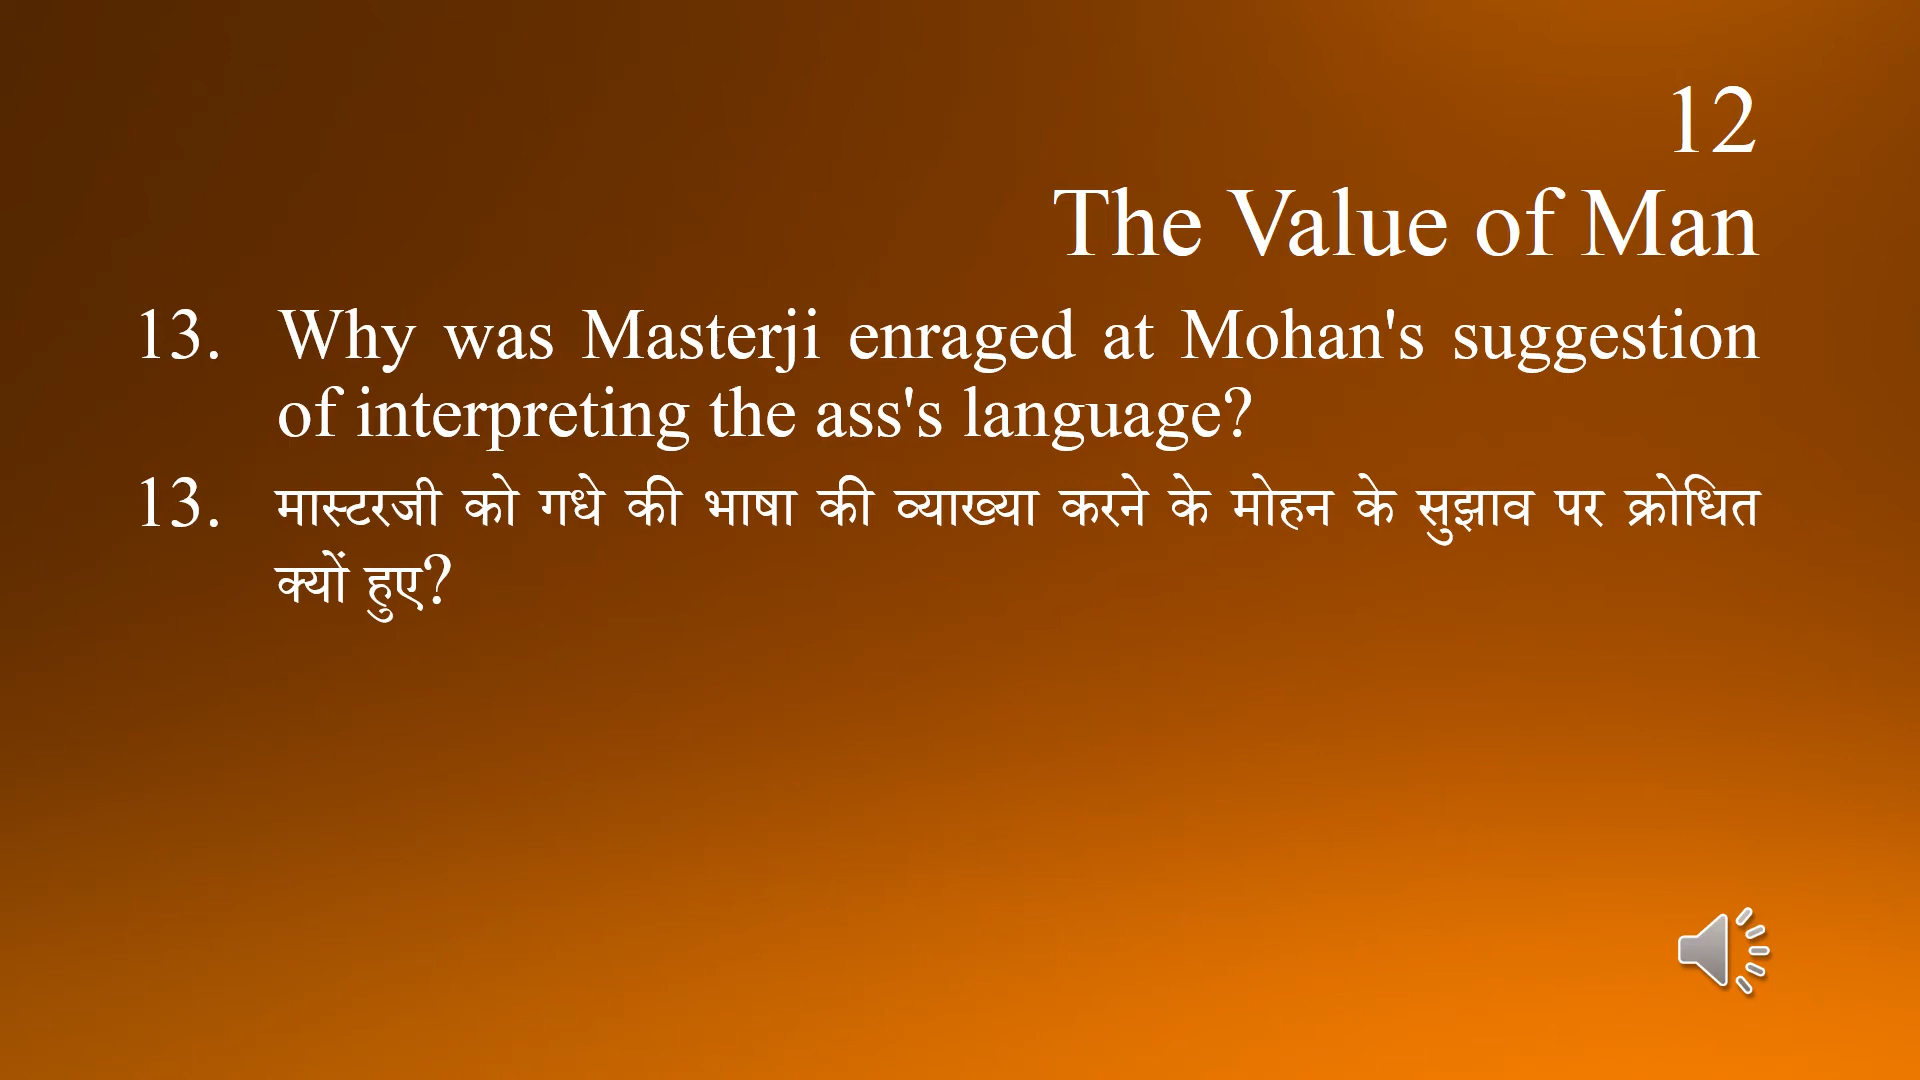 12
The Value of Man
13. Why was Masterji enraged at Mohan's suggestion
of interpreting the ass's language?
13. मास्टरजी को गधे की भाषा की व्याख्या करने के मोहन के सुझाव पर क्रोधित
क्यों हुए?